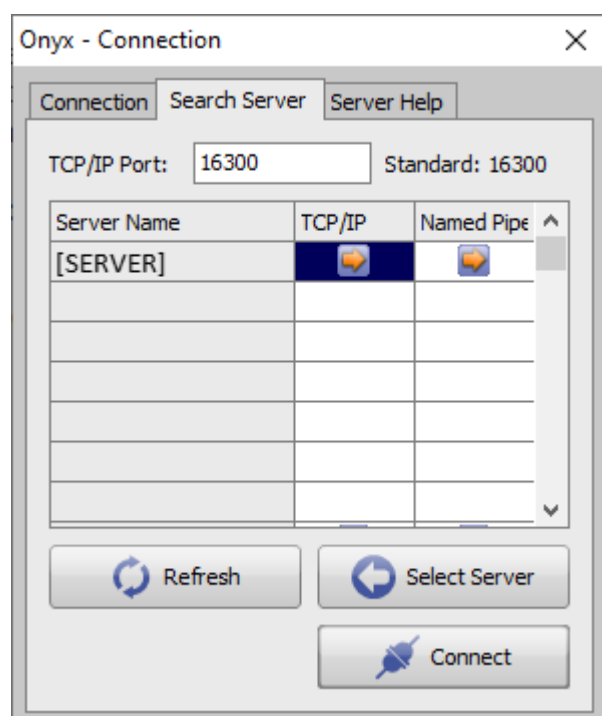 Onyx - Connection
Connection Search Server Server Help
TCP/IP Port: 16300 Standard: 16300
Server Name TCP/IP Named Pipe
[SERVER]
Refresh Select Server
Connect